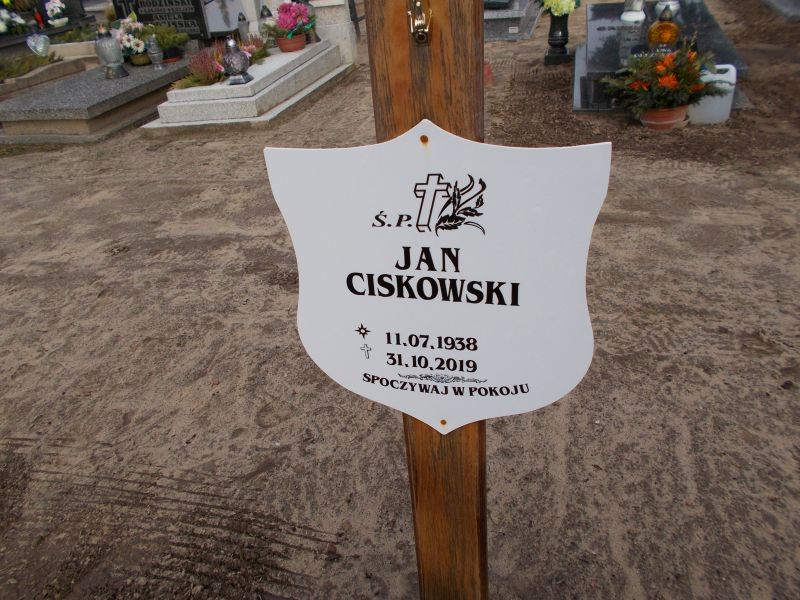 Ś.P.
JAN
CISKOWSKI
11.07.1938
31.10.2019
SPOCZYWAJ W POKOJU